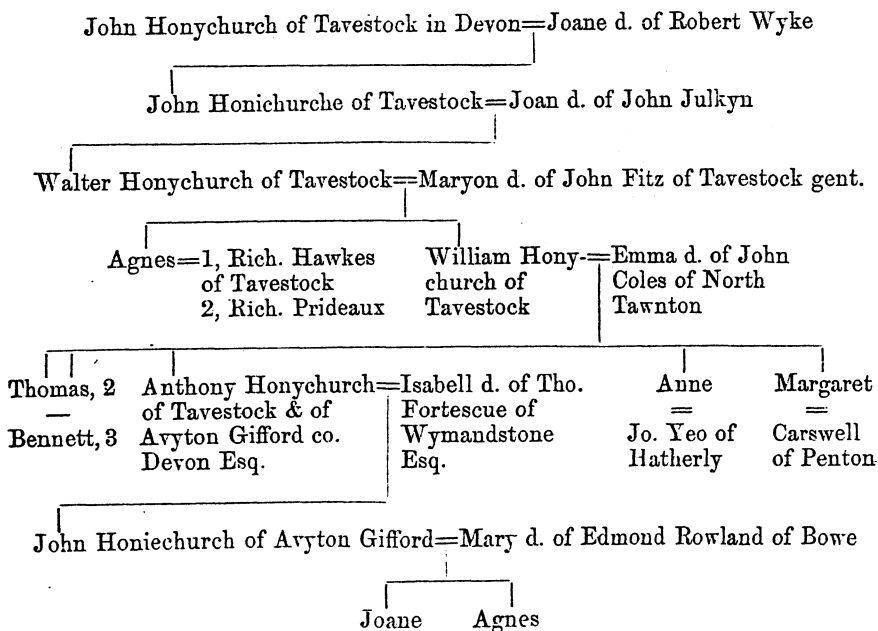 John Honychurch of Tavestock in Devon=Joane d. of Robert Wyke
John Honichurche of Tavestock=Joan d. of John Julkyn
Walter Honychurch of Tavestock=Maryon d. of John Fitz of Tavestock gent.
Agnes=1, Rich. Hawkes
of Tavestock
2, Rich. Prideaux
William Hony-=Emma d. of John
church of
Tavestock
Coles of North
Tawnton
Thomas, 2
—
Bennett, 3
Anthony Honychurch=Isabell d. of Tho.
of Tavestock & of
Avyton Gifford co.
Devon Esq.
Fortescue of
Wymandstone
Esq.
Anne
=
Jo. Yeo of
Hatherly
Margaret
=
Carswell
of Penton
John Honiechurch of Avyton Gifford=Mary d. of Edmond Rowland of Bowe
Joane
Agnes